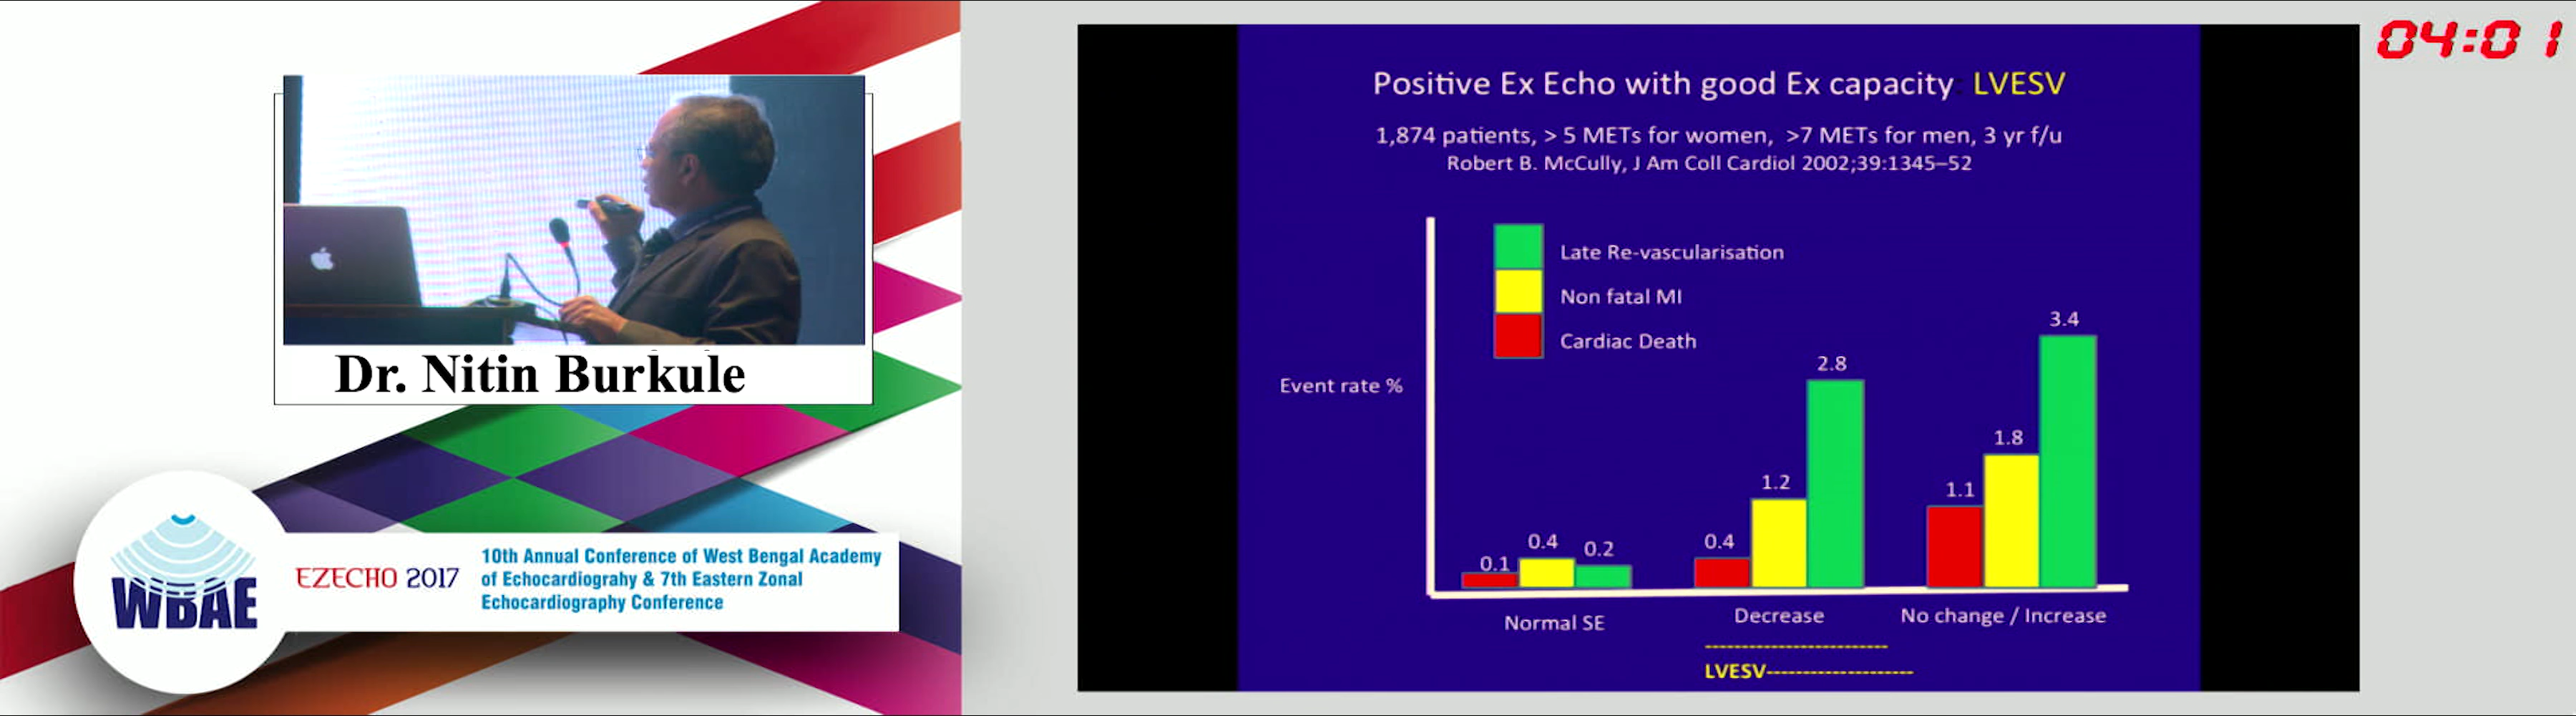 Dr. Nitin Burkule
WBAE
EZECHO 2017
10th Annual Conference of West Bengal Academy
of Echocardiograhy & 7th Eastern Zonal
Echocardiography Conference
04:01
Positive Ex Echo with good Ex capacity: LVESV
1,874 patients, > 5 METs for women, >7 METs for men, 3 yr f/u
Robert B. McCully, J Am Coll Cardiol 2002;39:1345–52
Late Re-vascularisation
Non fatal MI
Cardiac Death
Event rate %
0.1
0.4
0.2
0.4
1.2
2.8
1.1
1.8
3.4
Normal SE
Decrease
No change / Increase
LVESV--------------------